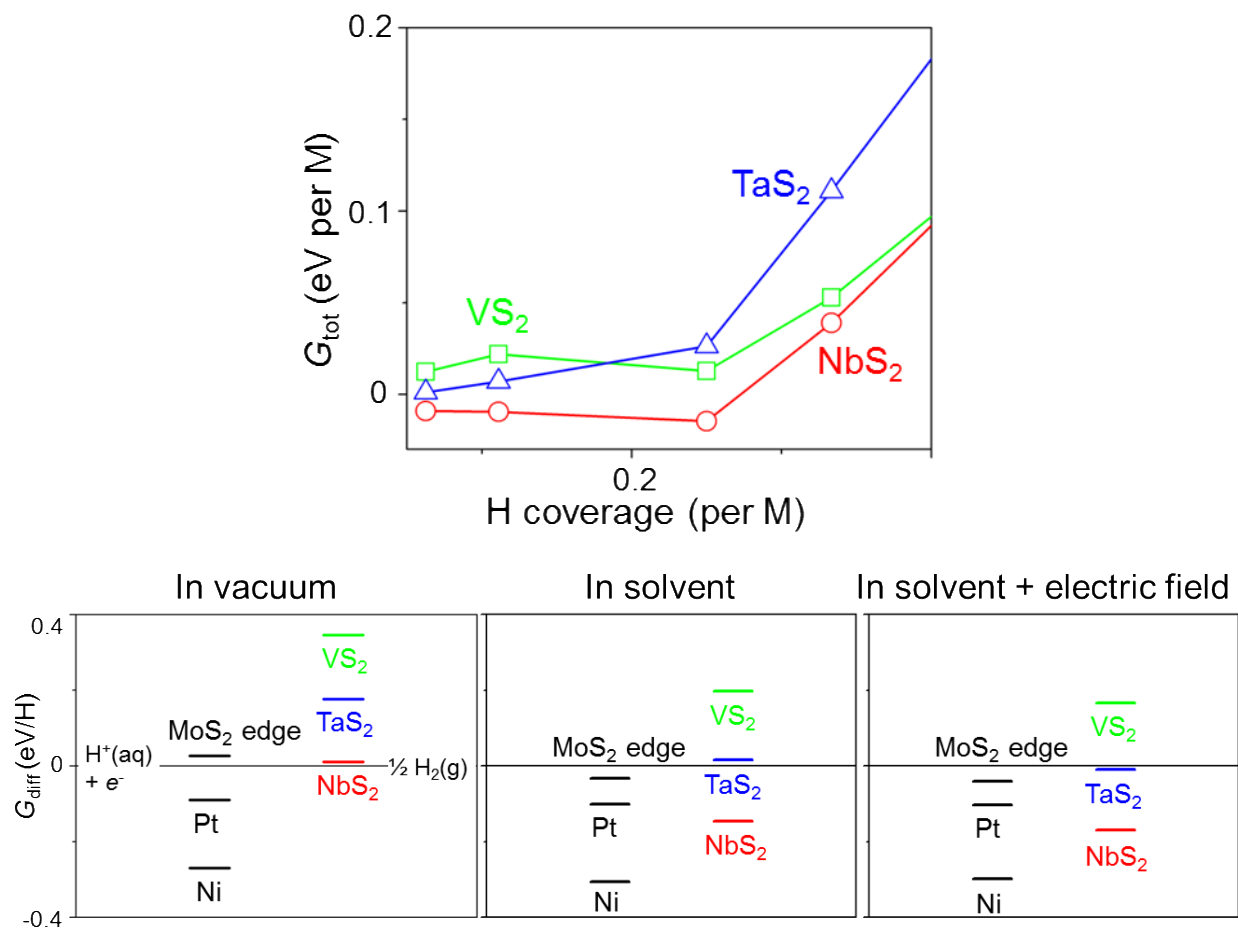 0.2
G_tot (eV per M)
TaS₂
0.1
VS₂
NbS₂
0
0.2
H coverage (per M)
In vacuum
In solvent
In solvent + electric field
0.4
G_diff (eV/H)
VS₂
TaS₂
MoS₂ edge
H⁺(aq)
+ e⁻
0
½ H₂(g)
NbS₂
Pt
Ni
-0.4
VS₂
MoS₂ edge
TaS₂
Pt
NbS₂
Ni
VS₂
MoS₂ edge
TaS₂
Pt
NbS₂
Ni